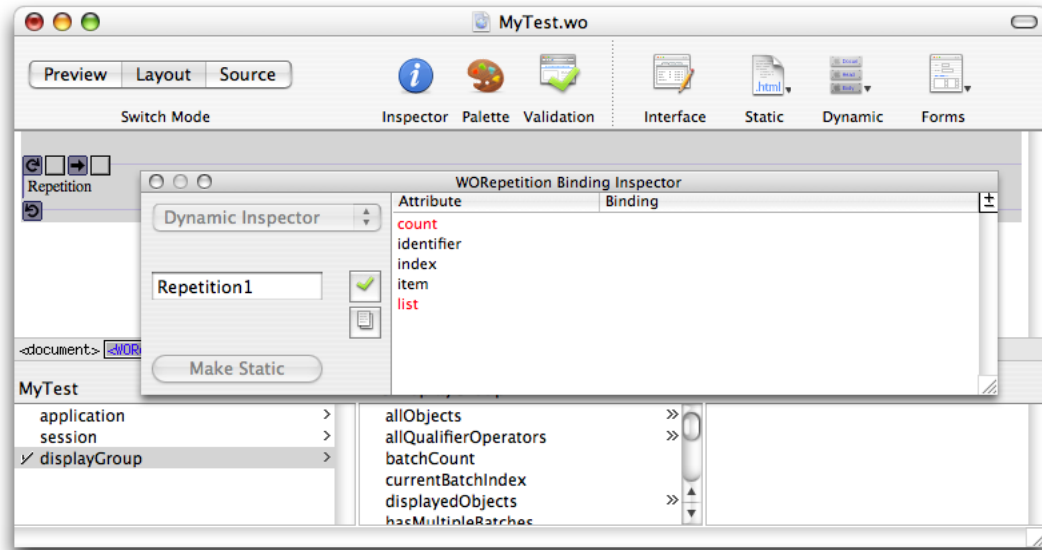 MyTest.wo
Preview Layout Source
Switch Mode Inspector Palette Validation Interface Static Dynamic Forms
.html
Repetition
WORepetition Binding Inspector
Dynamic Inspector
Attribute Binding
count
identifier
index
item
list
Repetition1
Make Static
<document> <WORe
MyTest
application
session
displayGroup
allObjects
allQualifierOperators
batchCount
currentBatchIndex
displayedObjects
hasMultipleBatches